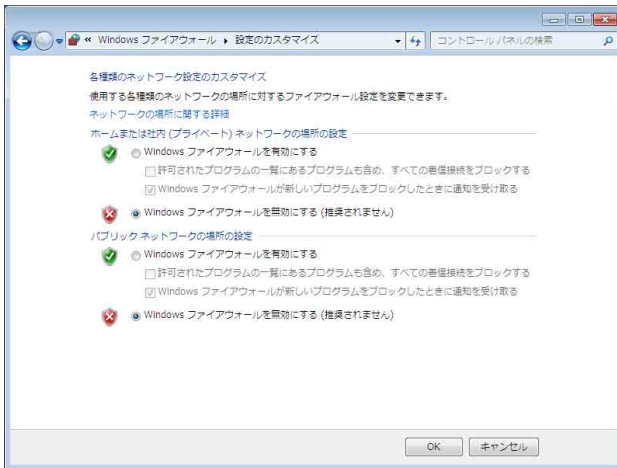 « Windows ファイアウォール ▸ 設定のカスタマイズ
コントロール パネルの検索
各種類のネットワーク設定のカスタマイズ
使用する各種類のネットワークの場所に対するファイアウォール設定を変更できます。
ネットワークの場所に関する詳細
ホームまたは社内 (プライベート) ネットワークの場所の設定
Windows ファイアウォールを有効にする
許可されたプログラムの一覧にあるプログラムも含め、すべての着信接続をブロックする
Windows ファイアウォールが新しいプログラムをブロックしたときに通知を受け取る
Windows ファイアウォールを無効にする (推奨されません)
パブリック ネットワークの場所の設定
Windows ファイアウォールを有効にする
許可されたプログラムの一覧にあるプログラムも含め、すべての着信接続をブロックする
Windows ファイアウォールが新しいプログラムをブロックしたときに通知を受け取る
Windows ファイアウォールを無効にする (推奨されません)
OK
キャンセル